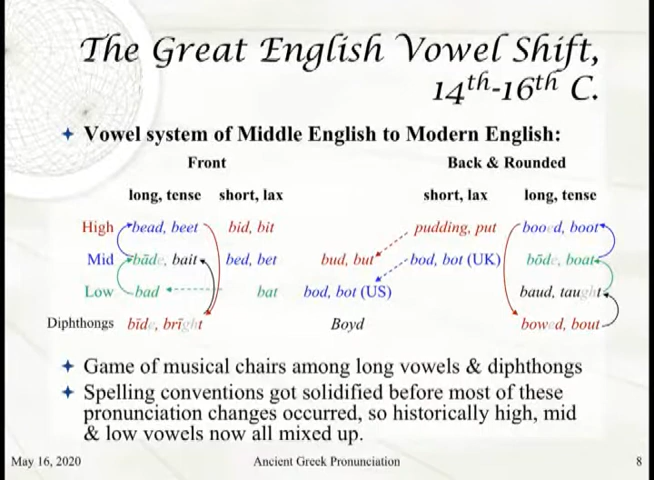 The Great English Vowel Shift,
14th-16th C.
Vowel system of Middle English to Modern English:
Front Back & Rounded
long, tense short, lax short, lax long, tense
High bead, beet bid, bit pudding, put booed, boot
Mid bāde, bait bed, bet bud, but bod, bot (UK) bōde, boat
Low bad bat bod, bot (US) baud, taught
Diphthongs bīde, brīght Boyd bowed, bout
Game of musical chairs among long vowels & diphthongs
Spelling conventions got solidified before most of these
pronunciation changes occurred, so historically high, mid
& low vowels now all mixed up.
May 16, 2020 Ancient Greek Pronunciation 8